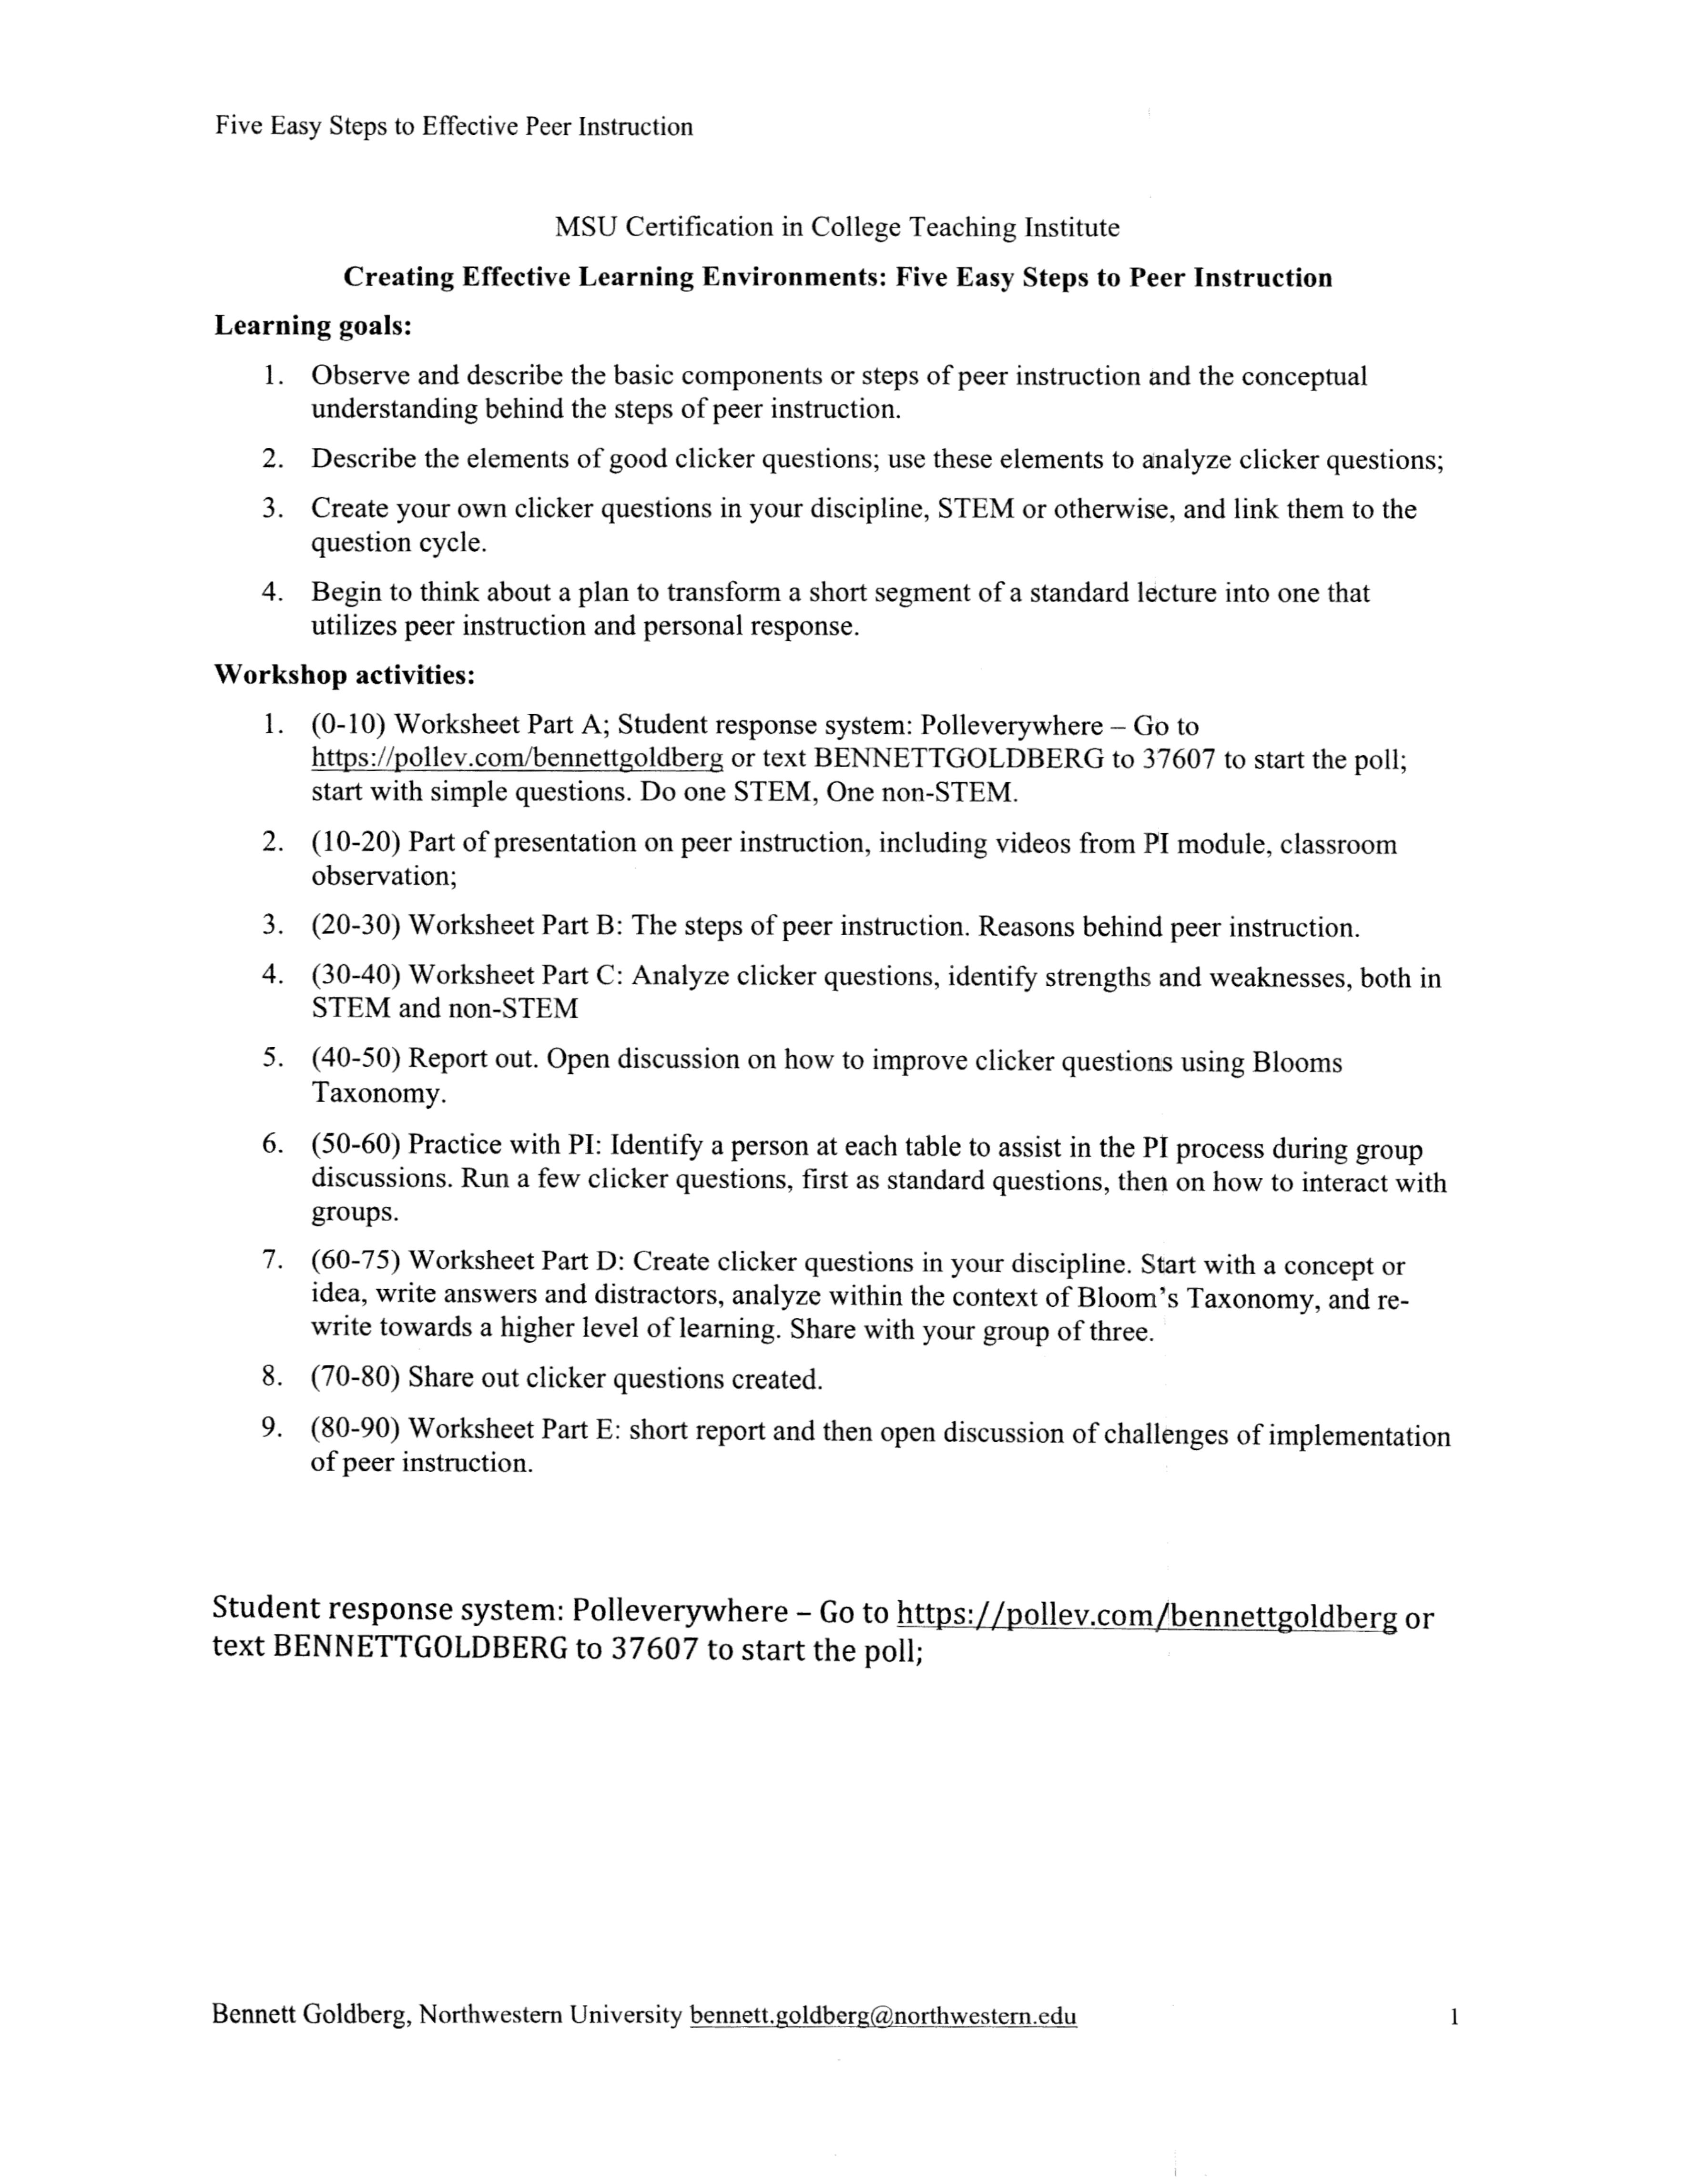 Five Easy Steps to Effective Peer Instruction
MSU Certification in College Teaching Institute
Creating Effective Learning Environments: Five Easy Steps to Peer Instruction
Learning goals:
1. Observe and describe the basic components or steps of peer instruction and the conceptual
understanding behind the steps of peer instruction.
2. Describe the elements of good clicker questions; use these elements to analyze clicker questions;
3. Create your own clicker questions in your discipline, STEM or otherwise, and link them to the
question cycle.
4. Begin to think about a plan to transform a short segment of a standard lecture into one that
utilizes peer instruction and personal response.
Workshop activities:
1. (0-10) Worksheet Part A; Student response system: Polleverywhere – Go to
https://pollev.com/bennettgoldberg or text BENNETTGOLDBERG to 37607 to start the poll;
start with simple questions. Do one STEM, One non-STEM.
2. (10-20) Part of presentation on peer instruction, including videos from PI module, classroom
observation;
3. (20-30) Worksheet Part B: The steps of peer instruction. Reasons behind peer instruction.
4. (30-40) Worksheet Part C: Analyze clicker questions, identify strengths and weaknesses, both in
STEM and non-STEM
5. (40-50) Report out. Open discussion on how to improve clicker questions using Blooms
Taxonomy.
6. (50-60) Practice with PI: Identify a person at each table to assist in the PI process during group
discussions. Run a few clicker questions, first as standard questions, then on how to interact with
groups.
7. (60-75) Worksheet Part D: Create clicker questions in your discipline. Start with a concept or
idea, write answers and distractors, analyze within the context of Bloom's Taxonomy, and re-
write towards a higher level of learning. Share with your group of three.
8. (70-80) Share out clicker questions created.
9. (80-90) Worksheet Part E: short report and then open discussion of challenges of implementation
of peer instruction.
Student response system: Polleverywhere – Go to https://pollev.com/bennettgoldberg or
text BENNETTGOLDBERG to 37607 to start the poll;
Bennett Goldberg, Northwestern University bennett.goldberg@northwestern.edu 1